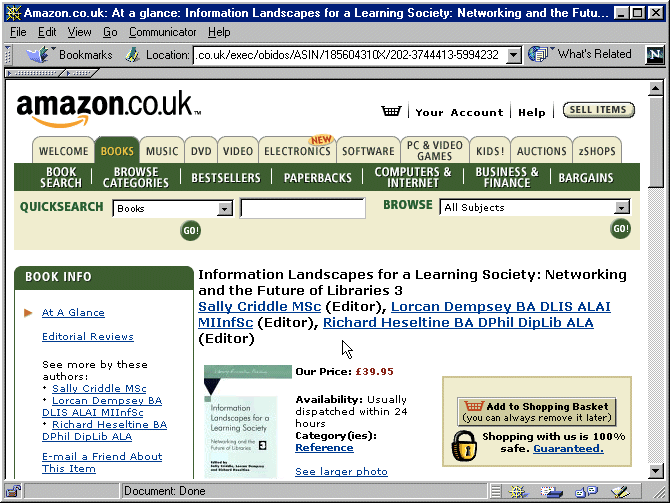 Amazon.co.uk: At a glance: Information Landscapes for a Learning Society: Networking and the Futu...
File Edit View Go Communicator Help
Bookmarks Location: .co.uk/exec/obidos/ASIN/185604310X/202-3744413-5994232 What's Related
amazon.co.uk™
Your Account Help SELL ITEMS
NEW
WELCOME BOOKS MUSIC DVD VIDEO ELECTRONICS SOFTWARE PC & VIDEO GAMES KIDS! AUCTIONS zSHOPS
BOOK SEARCH BROWSE CATEGORIES BESTSELLERS PAPERBACKS COMPUTERS & INTERNET BUSINESS & FINANCE BARGAINS
QUICKSEARCH Books BROWSE All Subjects
GO! GO!
BOOK INFO
At A Glance
Editorial Reviews
See more by these
authors:
• Sally Criddle MSc
• Lorcan Dempsey BA
DLIS ALAI MIInfSc
• Richard Heseltine BA
DPhil DipLib ALA
E-mail a Friend About
This Item
Information Landscapes for a Learning Society: Networking
and the Future of Libraries 3
Sally Criddle MSc (Editor), Lorcan Dempsey BA DLIS ALAI
MIInfSc (Editor), Richard Heseltine BA DPhil DipLib ALA
(Editor)
Information
Landscapes for a
Learning Society
Networking and the
Future of Libraries 3
Edited by
Our Price: £39.95
Availability: Usually
dispatched within 24
hours
Category(ies):
Reference
See larger photo
Add to Shopping Basket
(you can always remove it later)
Shopping with us is 100%
safe. Guaranteed.
Document: Done